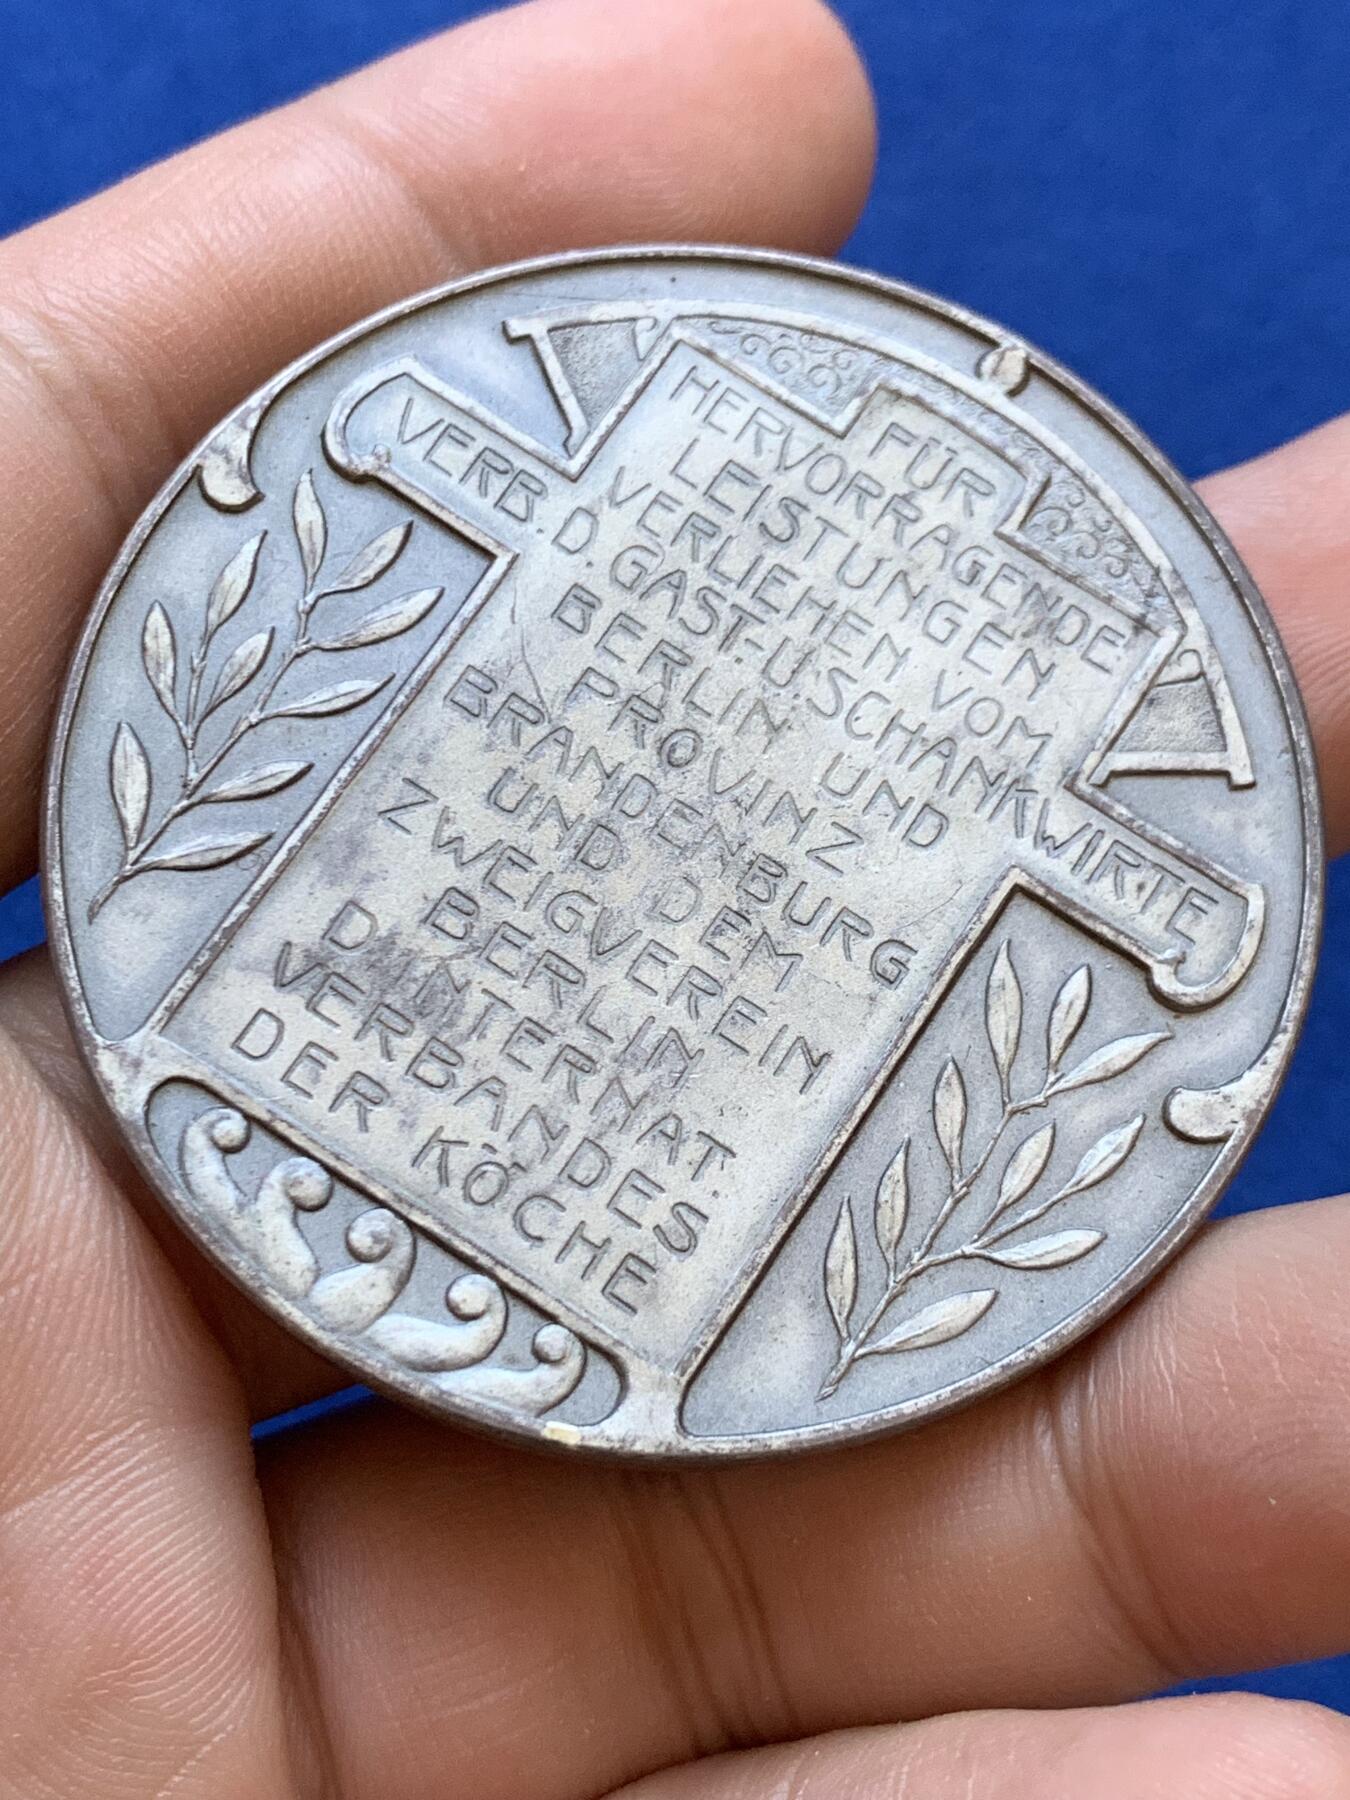 FÜR
HERVORRAGENDE
LEISTUNGEN
VERLIEHEN VOM
VERB. D. GAST-U.SCHANKWIRTE
BERLIN UND
PROVINZ
BRANDENBURG
UND DEM
ZWEIGVEREIN
BERLIN
D. INTERNAT.
VERBANDES
DER KÖCHE